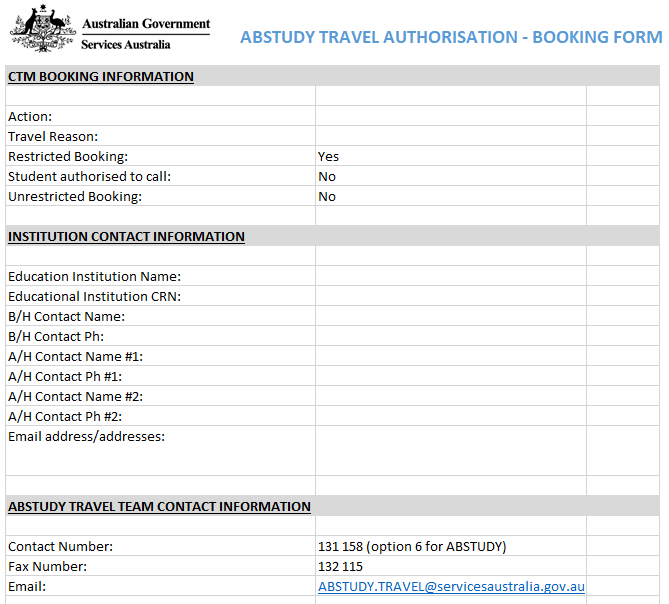 Australian Government
Services Australia
ABSTUDY TRAVEL AUTHORISATION - BOOKING FORM
CTM BOOKING INFORMATION
Action:
Travel Reason:
Restricted Booking: Yes
Student authorised to call: No
Unrestricted Booking: No
INSTITUTION CONTACT INFORMATION
Education Institution Name:
Educational Institution CRN:
B/H Contact Name:
B/H Contact Ph:
A/H Contact Name #1:
A/H Contact Ph #1:
A/H Contact Name #2:
A/H Contact Ph #2:
Email address/addresses:
ABSTUDY TRAVEL TEAM CONTACT INFORMATION
Contact Number: 131 158 (option 6 for ABSTUDY)
Fax Number: 132 115
Email: ABSTUDY.TRAVEL@servicesaustralia.gov.au